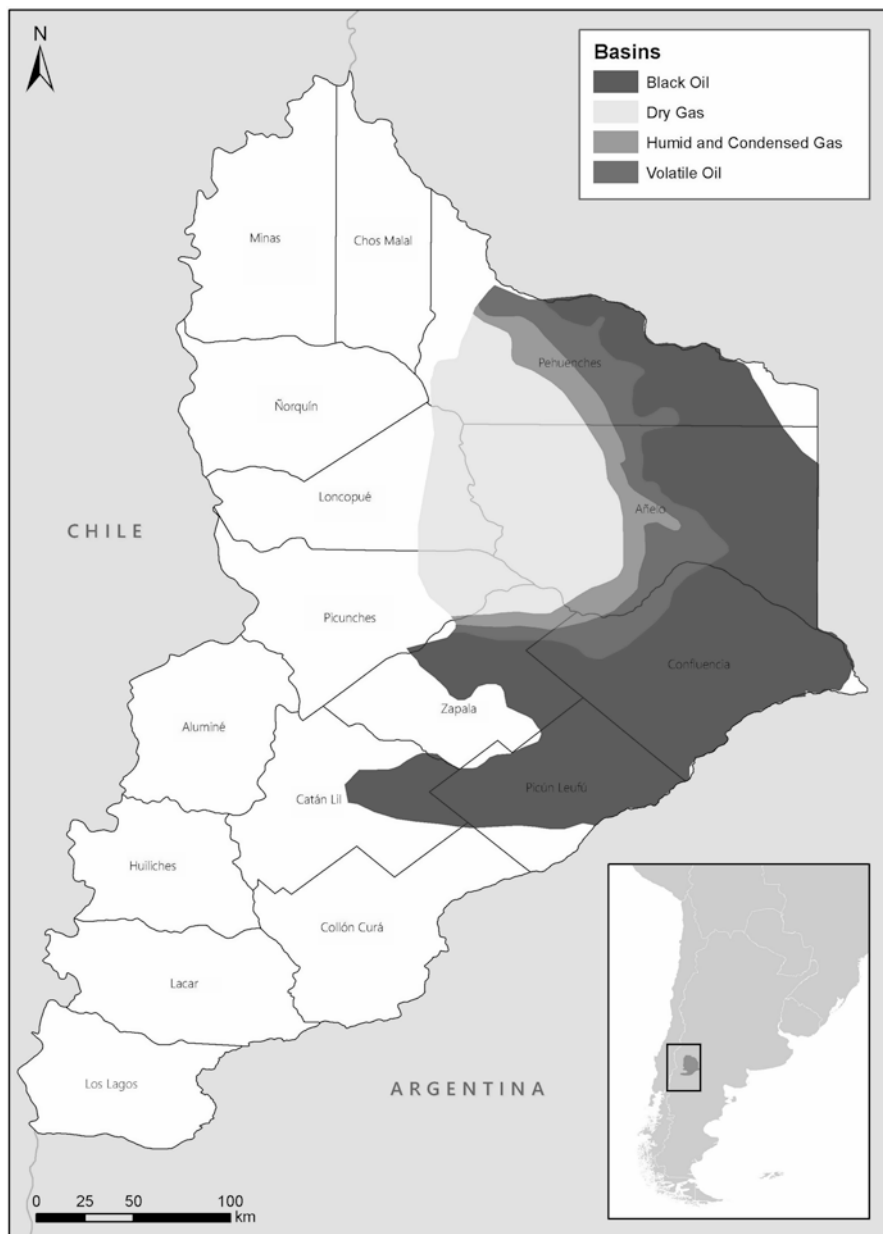 N
Basins
Black Oil
Dry Gas
Humid and Condensed Gas
Volatile Oil
Minas
Chos Malal
Pehuenches
Ñorquín
Loncopué
Añelo
CHILE
Picunches
Confluencia
Zapala
Aluminé
Picún Leufú
Catán Lil
Huiliches
Collón Curá
Lacar
Los Lagos
ARGENTINA
0 25 50 100
km